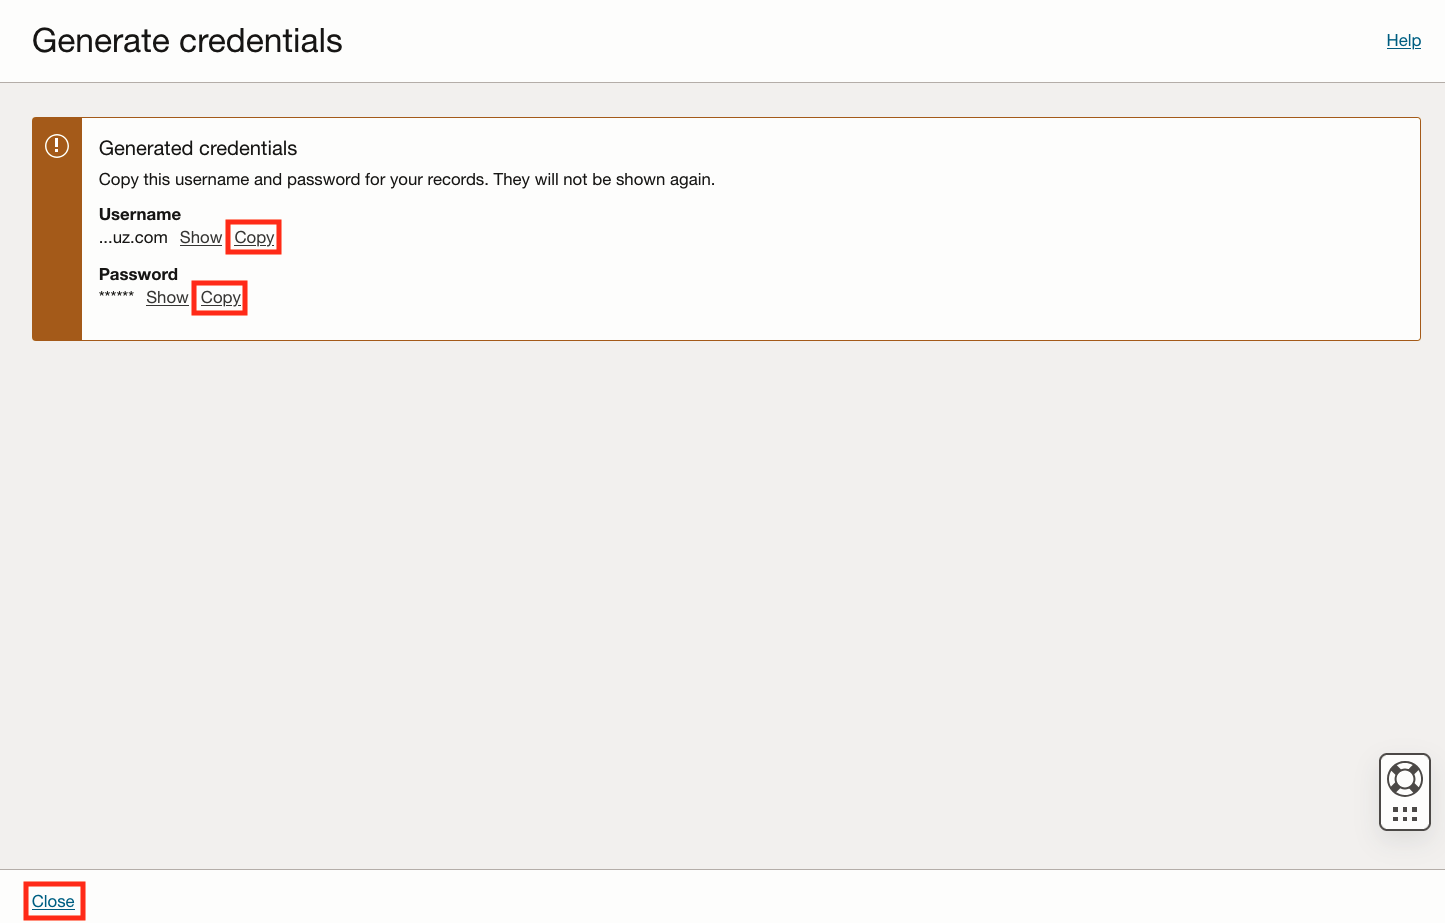 Generate credentials
Help
Generated credentials
Copy this username and password for your records. They will not be shown again.
Username
...uz.com Show Copy
Password
****** Show Copy
Close